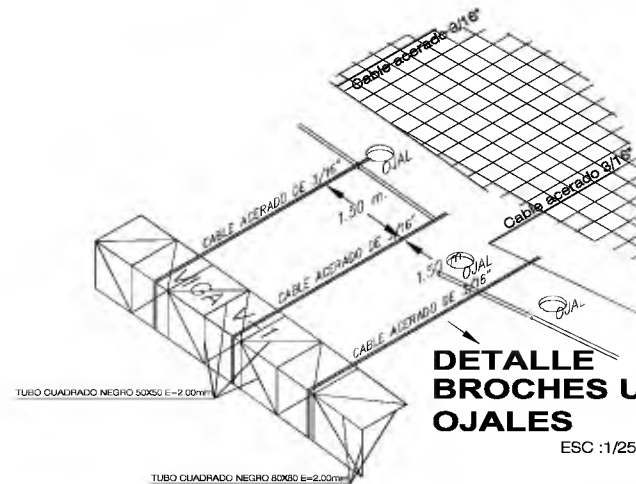 Cable acerado 3/16"
OJAL
CABLE ACERADO DE 3/16"
1.50 m.
Cable acerado 3/16"
CABLE ACERADO DE 3/16"
1.50 m
OJAL
VIGA 4-1
CABLE ACERADO DE 3/16"
OJAL
DETALLE
BROCHES U
OJALES
TUBO CUADRADO NEGRO 50X50 E=2.00mm
ESC :1/25
TUBO CUADRADO NEGRO 80X80 E=2.00mm